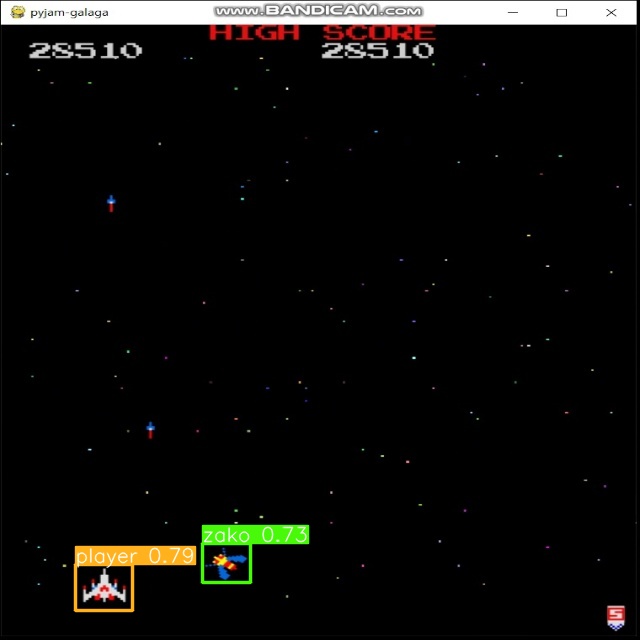 pyjam-galaga
www.BANDICAM.com
HIGH SCORE
28510 28510
zako 0.73
player 0.79
5